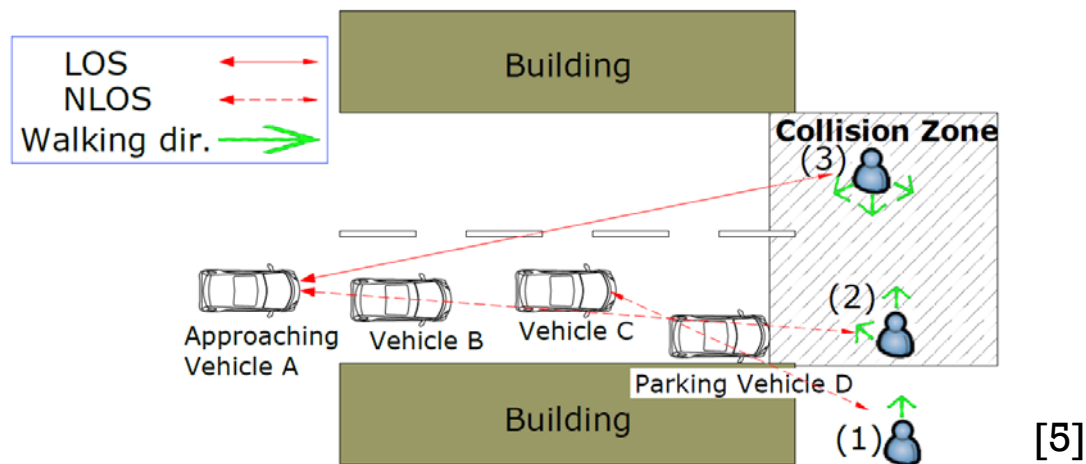 LOS
NLOS
Walking dir.
Building
Collision Zone
(3)
(2)
Approaching
Vehicle A
Vehicle B
Vehicle C
Parking Vehicle D
Building
(1)
[5]